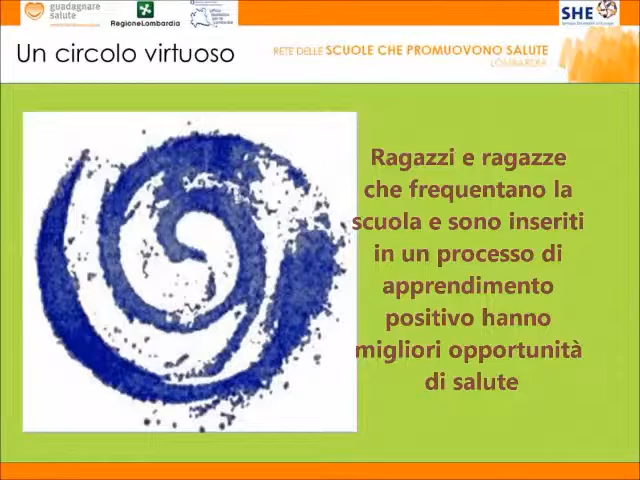 guadagnare
salute
RegioneLombardia
SHE
Un circolo virtuoso
RETE DELLE SCUOLE CHE PROMUOVONO SALUTE
LOMBARDIA
Ragazzi e ragazze
che frequentano la
scuola e sono inseriti
in un processo di
apprendimento
positivo hanno
migliori opportunità
di salute